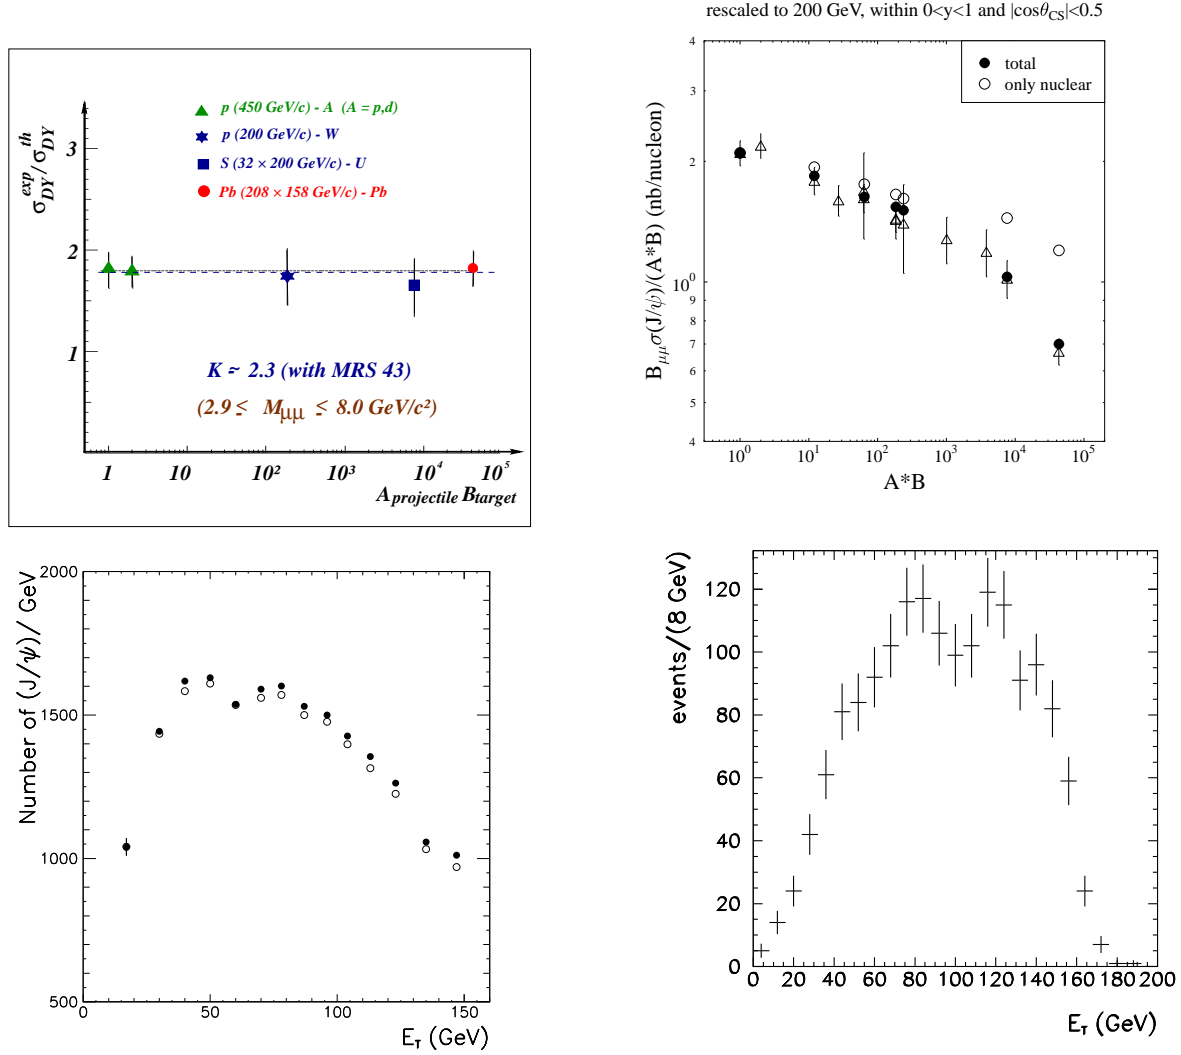 rescaled to 200 GeV, within 0<y<1 and |cosθ_CS|<0.5
σ_DY^exp/σ_DY^th
3
2
1
p (450 GeV/c) - A (A = p,d)
p (200 GeV/c) - W
S (32 × 200 GeV/c) - U
Pb (208 × 158 GeV/c) - Pb
K ≃ 2.3 (with MRS 43)
(2.9 ≤ M_μμ ≤ 8.0 GeV/c²)
1 10 10² 10³ 10⁴ 10⁵
A_projectile B_target
B_μμσ(J/ψ)/(A*B) (nb/nucleon)
4
3
2
10⁰
9
8
7
6
5
4
total
only nuclear
10⁰ 10¹ 10² 10³ 10⁴ 10⁵
A*B
Number of (J/ψ)/ GeV
2000
1500
1000
500
0 50 100 150
E_T (GeV)
events/(8 GeV)
120
100
80
60
40
20
0
0 20 40 60 80 100 120 140 160 180 200
E_T (GeV)